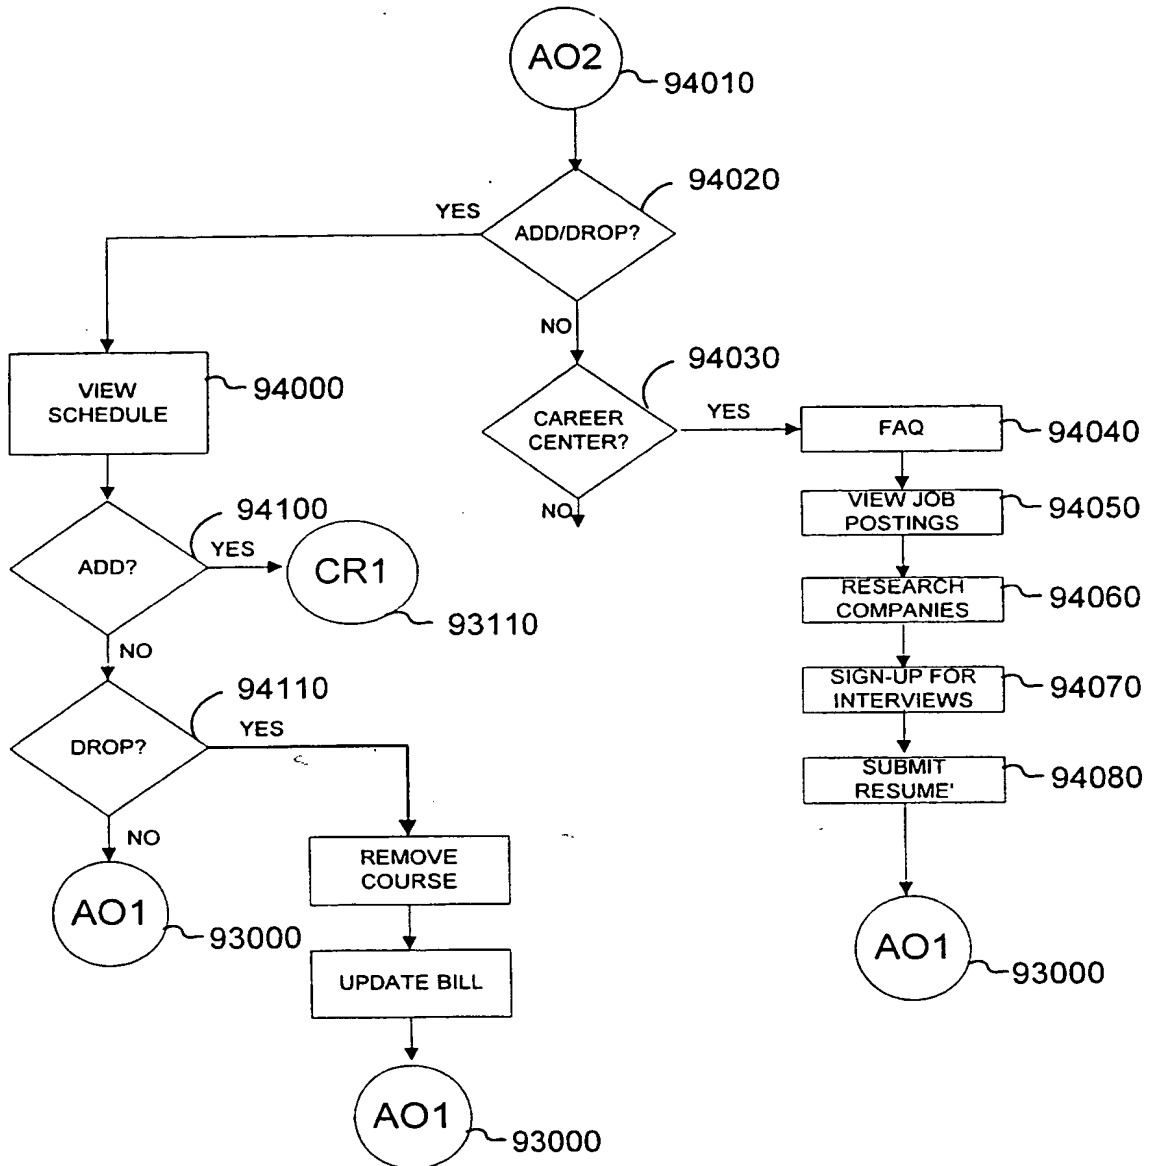 AO2
94010
94020
YES
ADD/DROP?
NO
94030
VIEW
SCHEDULE
94000
CAREER
CENTER?
YES
FAQ
94040
NO
VIEW JOB
POSTINGS
94050
94100
ADD?
YES
CR1
93110
RESEARCH
COMPANIES
94060
NO
94110
SIGN-UP FOR
INTERVIEWS
94070
DROP?
YES
SUBMIT
RESUME'
94080
NO
REMOVE
COURSE
AO1
93000
UPDATE BILL
AO1
93000
AO1
93000